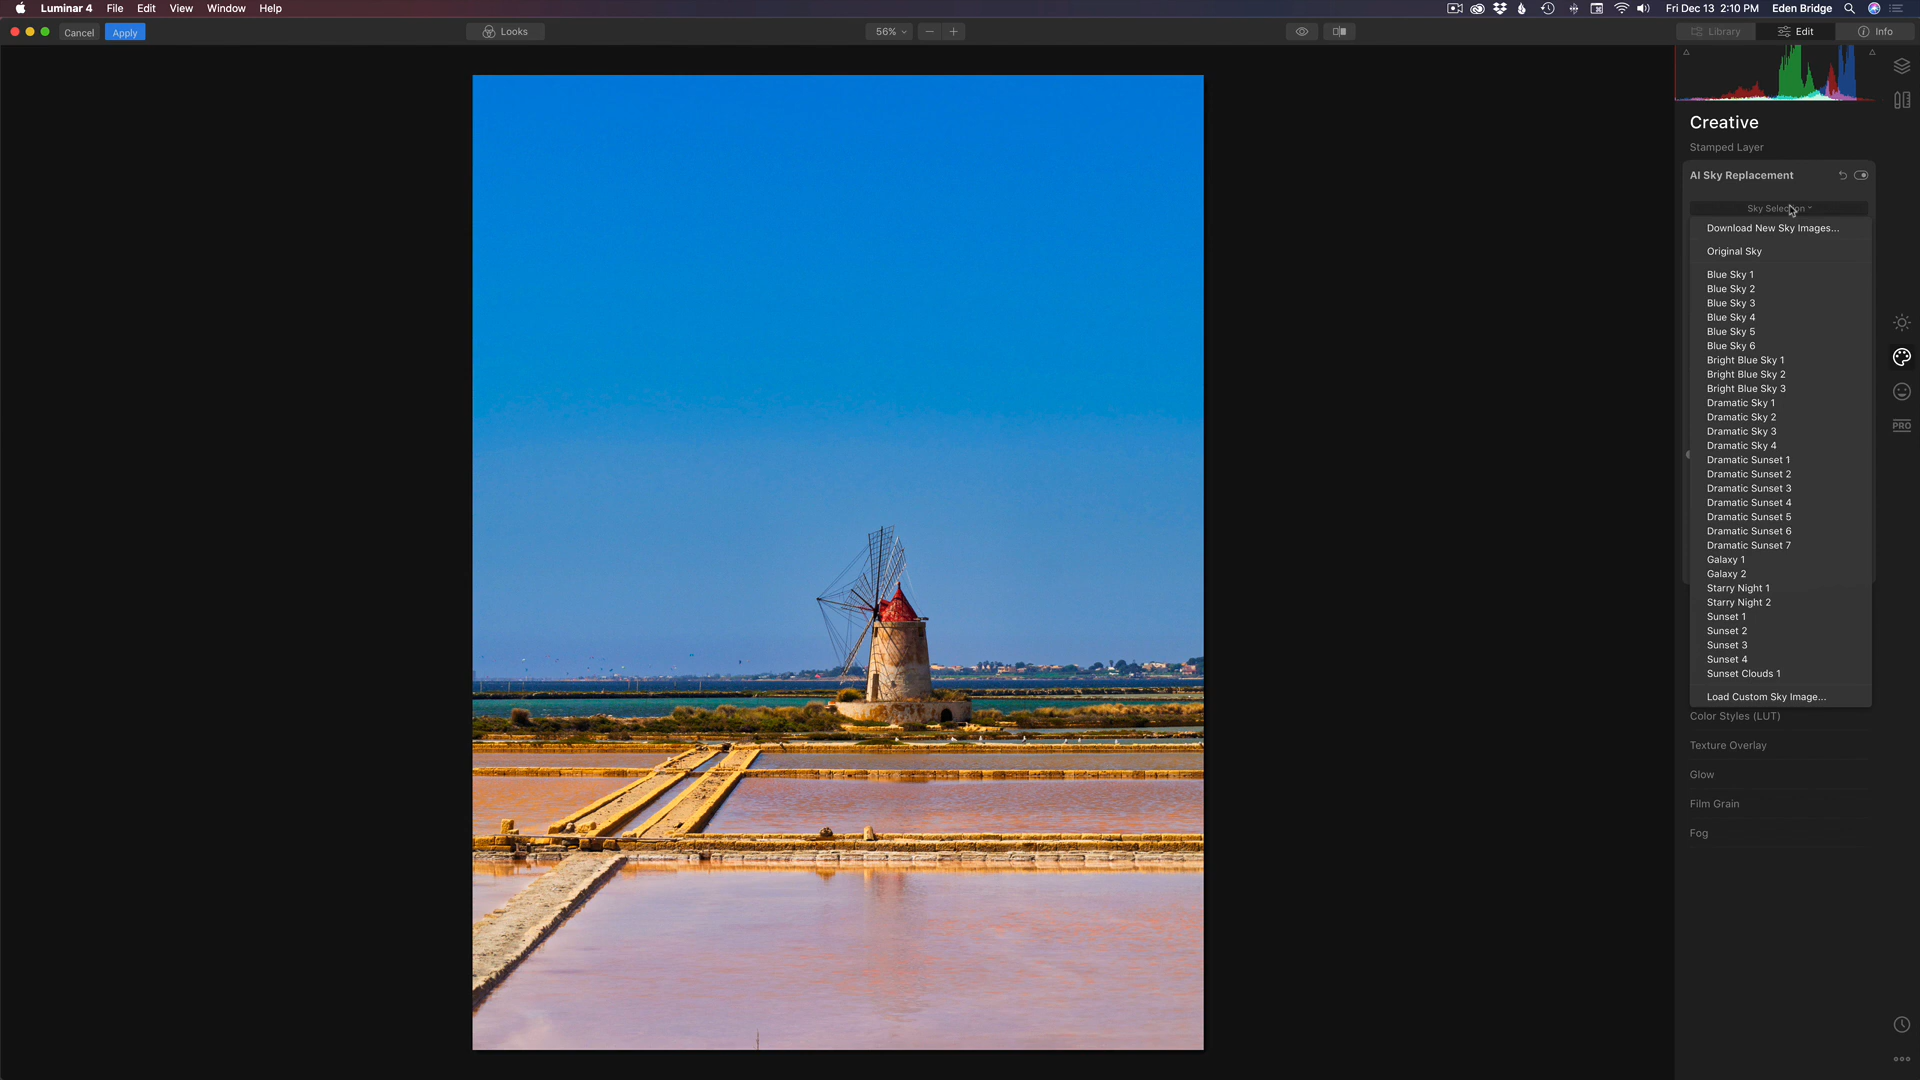 Luminar 4 File Edit View Window Help
Fri Dec 13 2:10 PM Eden Bridge
Cancel Apply
Looks
56%
Library Edit Info
Creative
Stamped Layer
AI Sky Replacement
Sky Selection
Download New Sky Images...
Original Sky
Blue Sky 1
Blue Sky 2
Blue Sky 3
Blue Sky 4
Blue Sky 5
Blue Sky 6
Bright Blue Sky 1
Bright Blue Sky 2
Bright Blue Sky 3
Dramatic Sky 1
Dramatic Sky 2
Dramatic Sky 3
Dramatic Sky 4
Dramatic Sunset 1
Dramatic Sunset 2
Dramatic Sunset 3
Dramatic Sunset 4
Dramatic Sunset 5
Dramatic Sunset 6
Dramatic Sunset 7
Galaxy 1
Galaxy 2
Starry Night 1
Starry Night 2
Sunset 1
Sunset 2
Sunset 3
Sunset 4
Sunset Clouds 1
Load Custom Sky Image...
Color Styles (LUT)
Texture Overlay
Glow
Film Grain
Fog
PRO